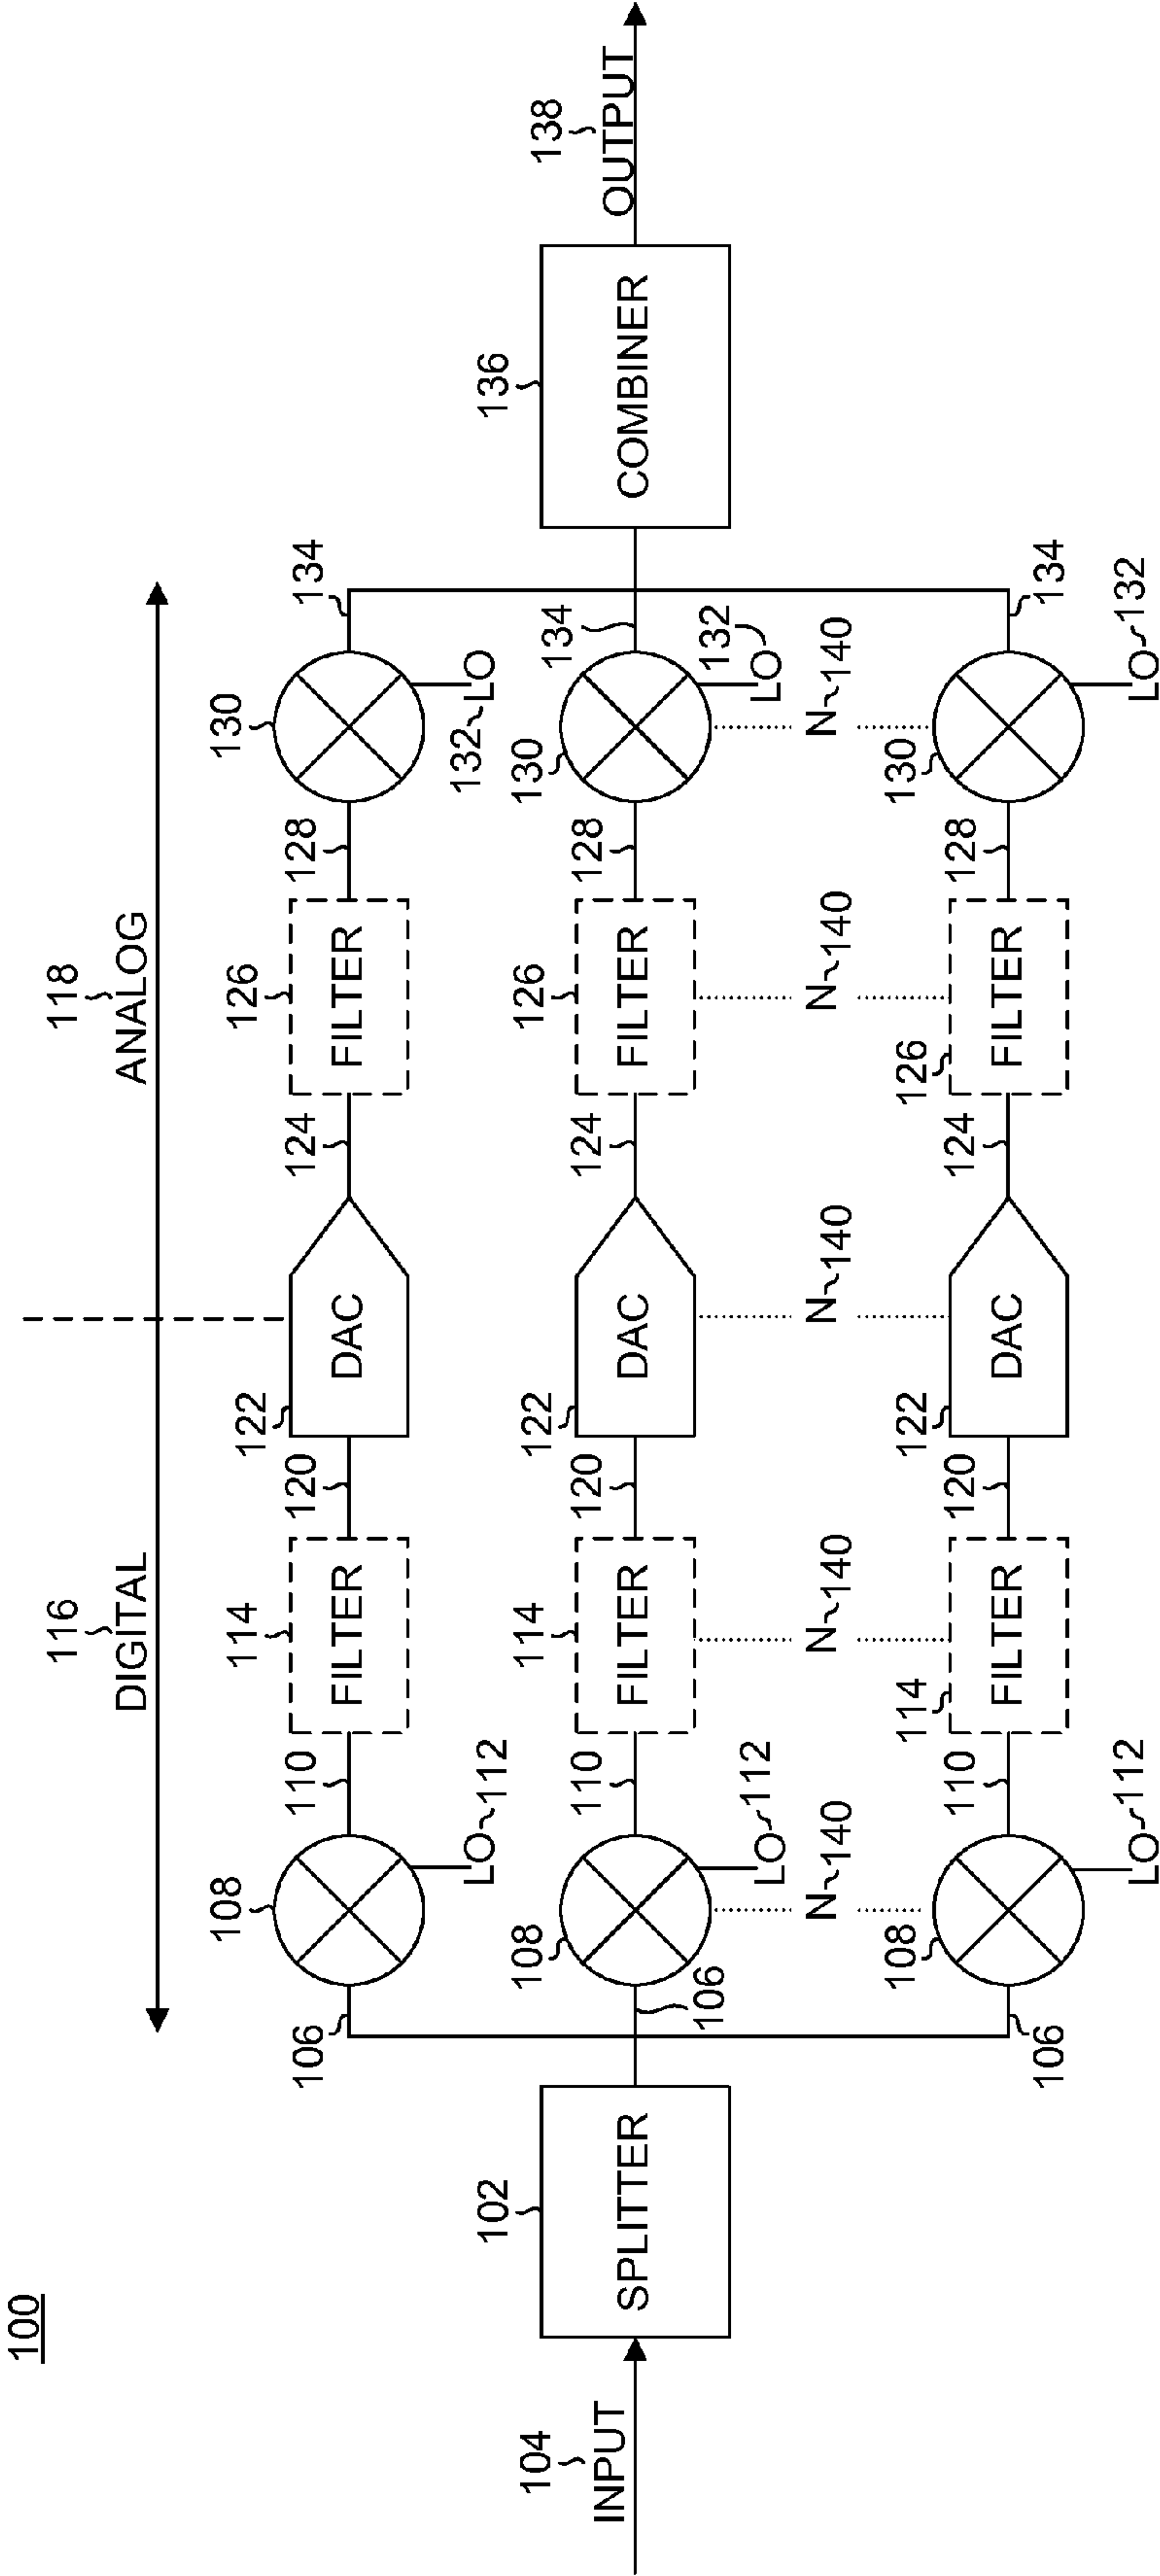 100
116
DIGITAL
118
ANALOG
104
INPUT
102
SPLITTER
106
108
LO 112
110
114
FILTER
120
122
DAC
124
126
FILTER
128
130
132 LO
134
106
108
LO 112
110
114
FILTER
120
122
DAC
124
126
FILTER
128
130
LO 132
134
N 140
N 140
N 140
N 140
N 140
106
108
LO 112
110
114
FILTER
120
122
DAC
124
126
FILTER
128
130
LO 132
134
136
COMBINER
138
OUTPUT